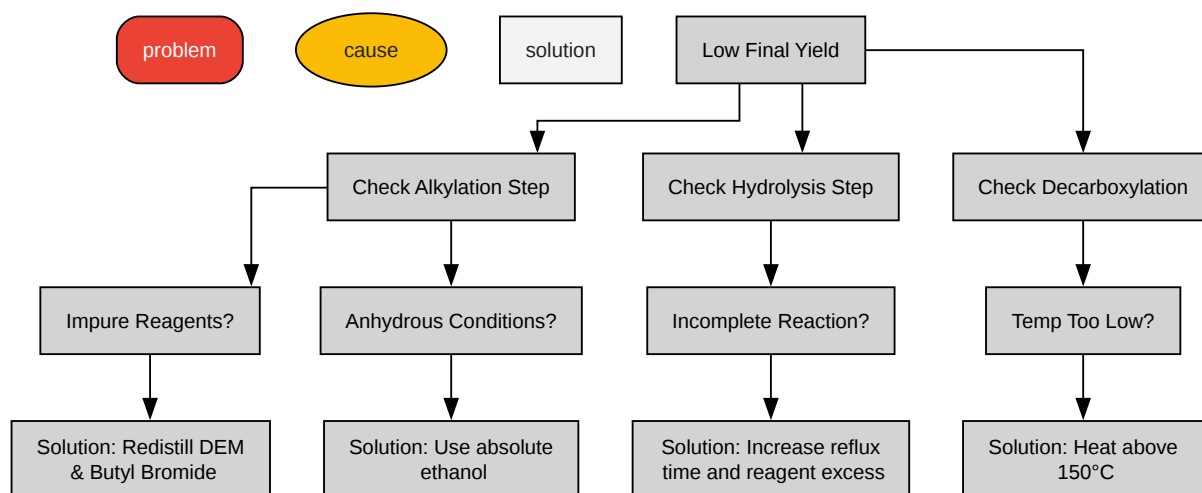 problem
cause
solution
Low Final Yield
Check Alkylation Step
Check Hydrolysis Step
Check Decarboxylation
Impure Reagents?
Anhydrous Conditions?
Incomplete Reaction?
Temp Too Low?
Solution: Redistill DEM
& Butyl Bromide
Solution: Use absolute
ethanol
Solution: Increase reflux
time and reagent excess
Solution: Heat above
150°C